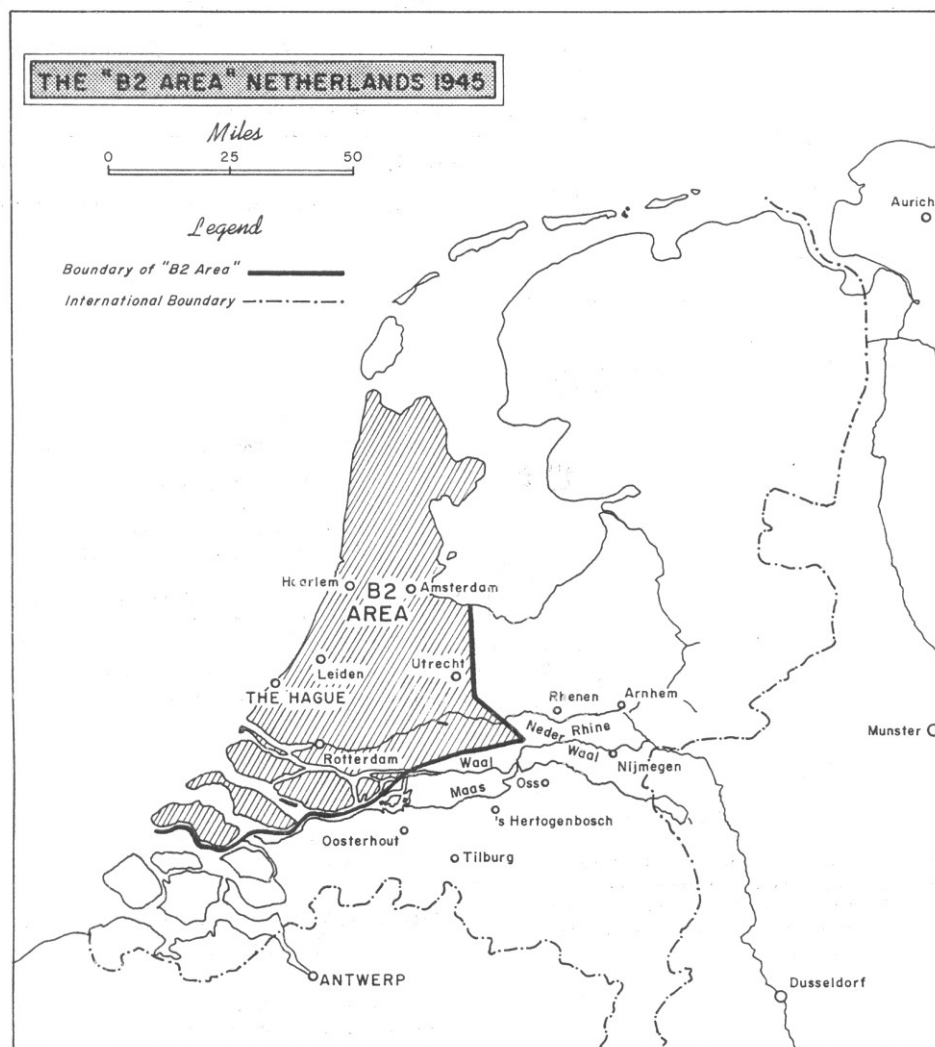 THE "B2 AREA" NETHERLANDS 1945
Miles
0 25 50
Legend
Boundary of "B2 Area"
International Boundary
Aurich
Haarlem
B2
AREA
Amsterdam
Leiden
Utrecht
THE HAGUE
Rhenen
Arnhem
Neder Rhine
Munster
Rotterdam
Waal
Waal
Nijmegen
Maas
Oss
's Hertogenbosch
Oosterhout
Tilburg
ANTWERP
Dusseldorf